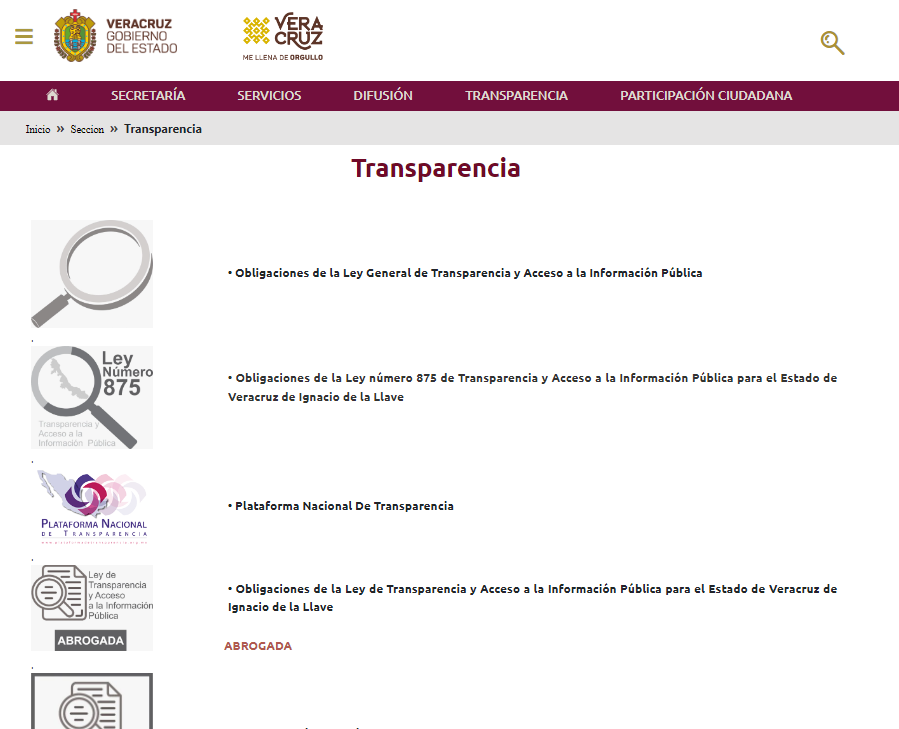 VERACRUZ
GOBIERNO
DEL ESTADO
VERA
CRUZ
ME LLENA DE ORGULLO
SECRETARÍA
SERVICIOS
DIFUSIÓN
TRANSPARENCIA
PARTICIPACIÓN CIUDADANA
Inicio » Seccion » Transparencia
Transparencia
• Obligaciones de la Ley General de Transparencia y Acceso a la Información Pública
Ley
Número
875
Transparencia y
Acceso a la
Información Pública
• Obligaciones de la Ley número 875 de Transparencia y Acceso a la Información Pública para el Estado de
Veracruz de Ignacio de la Llave
PLATAFORMA NACIONAL
DE TRANSPARENCIA
• Plataforma Nacional De Transparencia
Ley de
Transparencia
y Acceso
a la Información
Pública
ABROGADA
• Obligaciones de la Ley de Transparencia y Acceso a la Información Pública para el Estado de Veracruz de
Ignacio de la Llave
ABROGADA